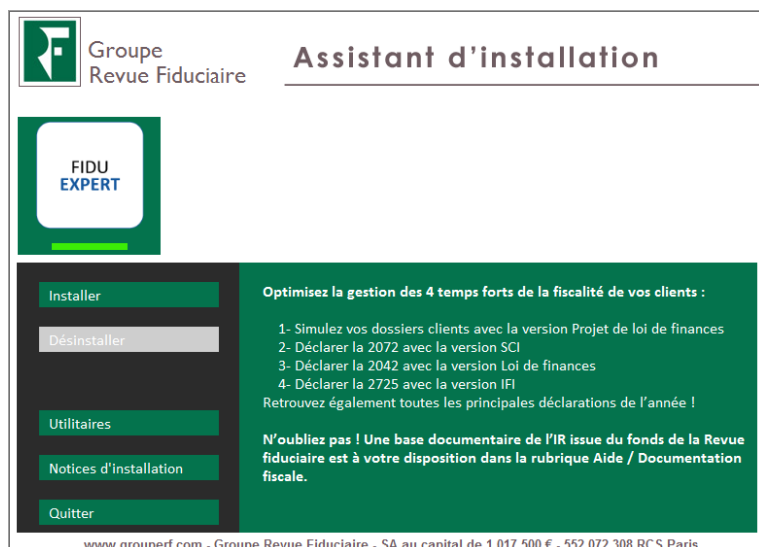 Groupe
Revue Fiduciaire
Assistant d'installation
FIDU
EXPERT
Installer
Désinstaller
Utilitaires
Notices d'installation
Quitter
Optimisez la gestion des 4 temps forts de la fiscalité de vos clients :
1- Simulez vos dossiers clients avec la version Projet de loi de finances
2- Déclarer la 2072 avec la version SCI
3- Déclarer la 2042 avec la version Loi de finances
4- Déclarer la 2725 avec la version IFI
Retrouvez également toutes les principales déclarations de l'année !
N'oubliez pas ! Une base documentaire de l'IR issue du fonds de la Revue
fiduciaire est à votre disposition dans la rubrique Aide / Documentation
fiscale.
www.grouperf.com - Groupe Revue Fiduciaire - SA au capital de 1 017 500 € - 552 072 308 RCS Paris